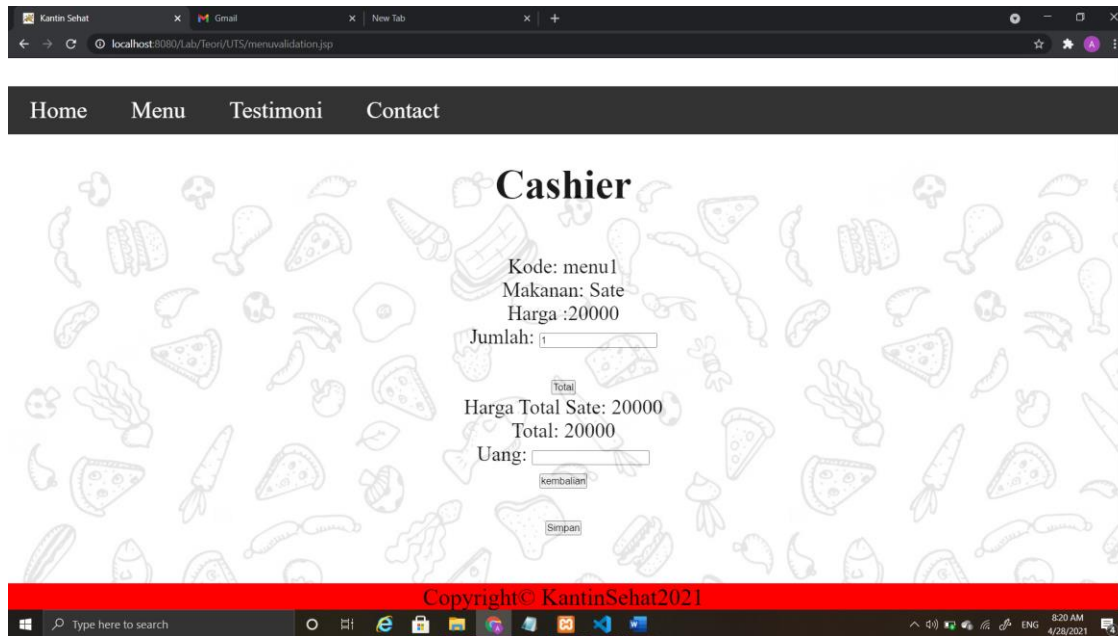 Kantin Sehat
Gmail
New Tab
localhost:8080/Lab/Teori/UTS/menuvalidation.jsp
A
Home Menu Testimoni Contact
Cashier
Kode: menu1
Makanan: Sate
Harga :20000
Jumlah: 1
Total
Harga Total Sate: 20000
Total: 20000
Uang:
kembalian
Simpan
Copyright© KantinSehat2021
Type here to search
ENG
8:20 AM
4/28/2021